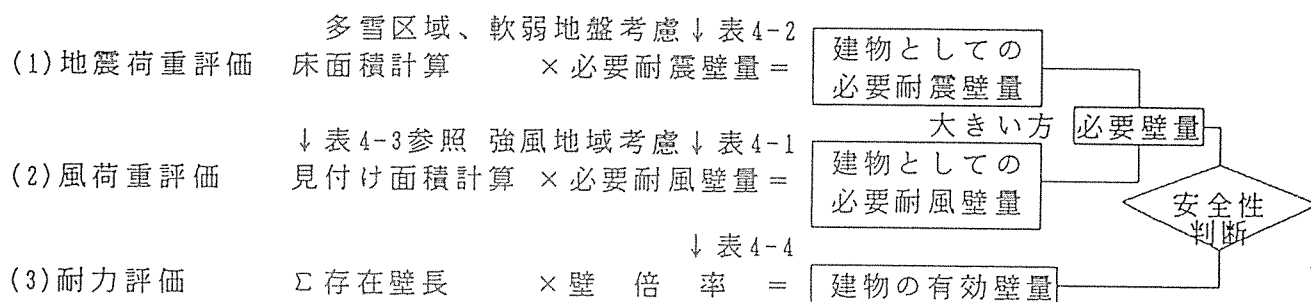 多雪区域、軟弱地盤考慮↓表4-2
(1)地震荷重評価 床面積計算 ×必要耐震壁量= 建物としての
必要耐震壁量
大きい方 必要壁量
↓表4-3参照 強風地域考慮↓表4-1
(2)風荷重評価 見付け面積計算 ×必要耐風壁量= 建物としての
必要耐風壁量
安全性
判断
↓表4-4
(3)耐力評価 Σ存在壁長 ×壁 倍 率 = 建物の有効壁量